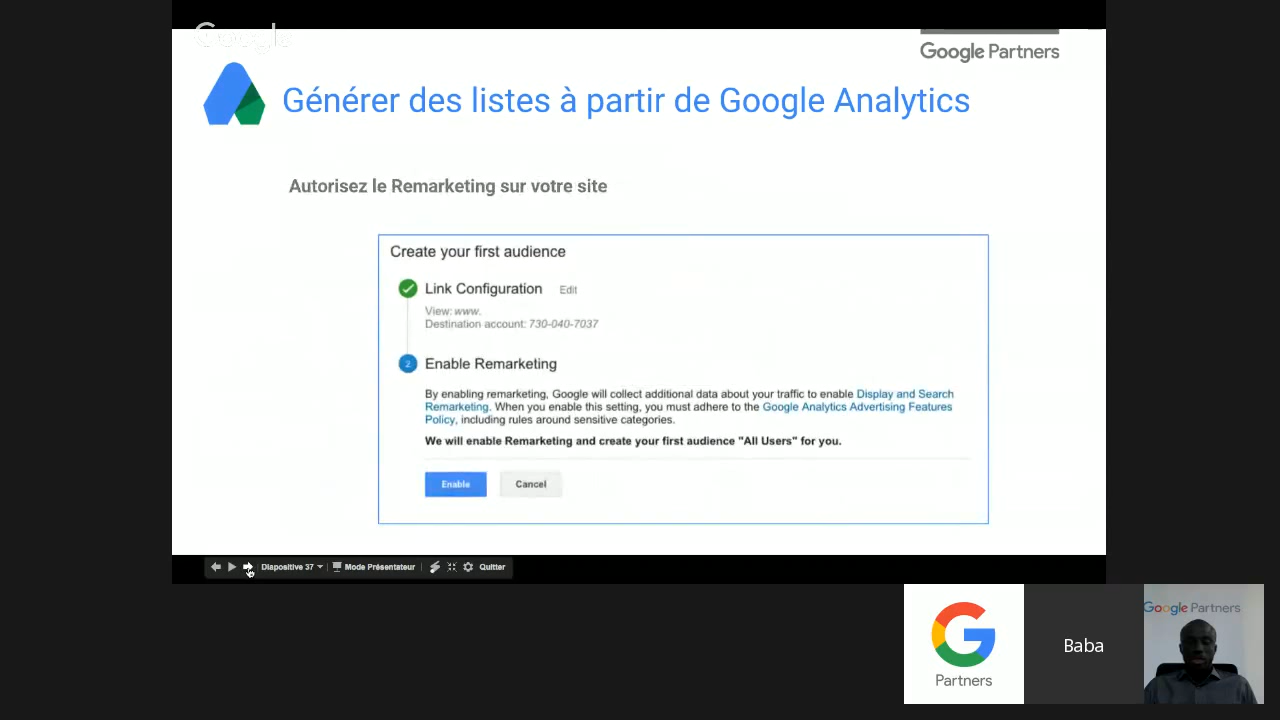 Google
Google Partners
Générer des listes à partir de Google Analytics
Autorisez le Remarketing sur votre site
Create your first audience
Link Configuration Edit
View: www.
Destination account: 730-040-7037
2 Enable Remarketing
By enabling remarketing, Google will collect additional data about your traffic to enable Display and Search
Remarketing. When you enable this setting, you must adhere to the Google Analytics Advertising Features
Policy, including rules around sensitive categories.
We will enable Remarketing and create your first audience "All Users" for you.
Enable Cancel
Diapositive 37 Mode Présentateur Quitter
Partners
Baba
Google Partners